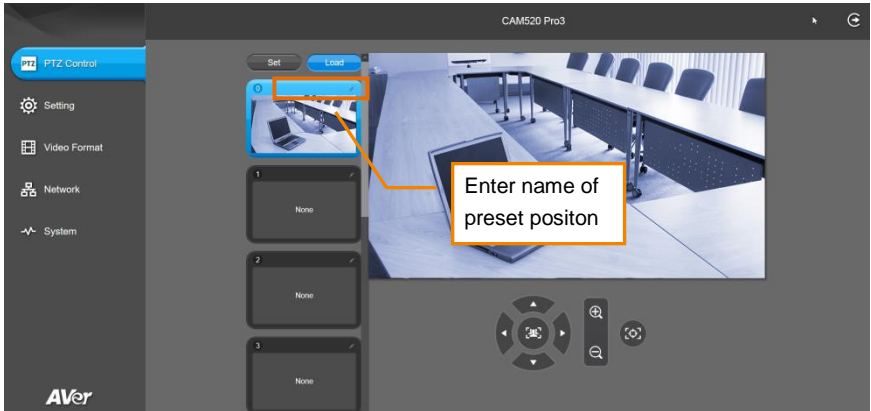 CAM520 Pro3
PTZ PTZ Control
Setting
Video Format
Network
System
AVer
Set Load
0
1
None
2
None
3
None
Enter name of
preset positon